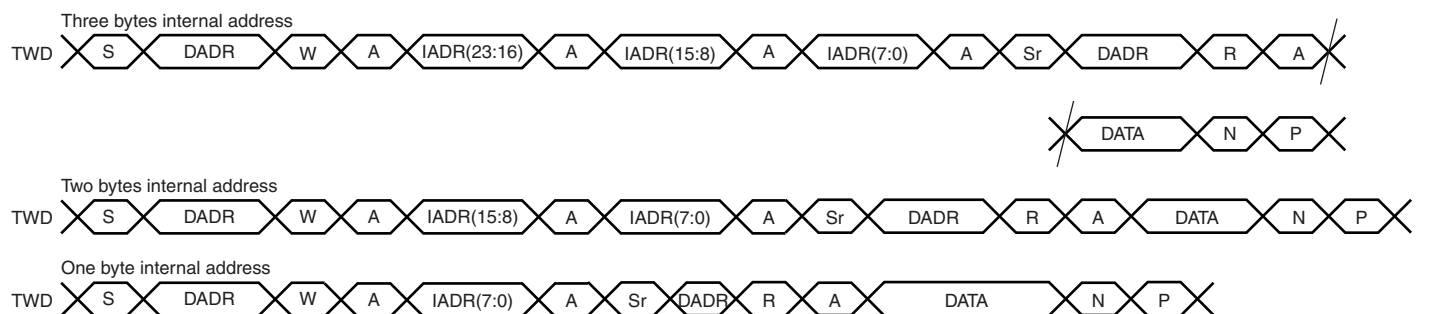 Three bytes internal address
TWD S DADR W A IADR(23:16) A IADR(15:8) A IADR(7:0) A Sr DADR R A
DATA N P
Two bytes internal address
TWD S DADR W A IADR(15:8) A IADR(7:0) A Sr DADR R A DATA N P
One byte internal address
TWD S DADR W A IADR(7:0) A Sr DADR R A DATA N P